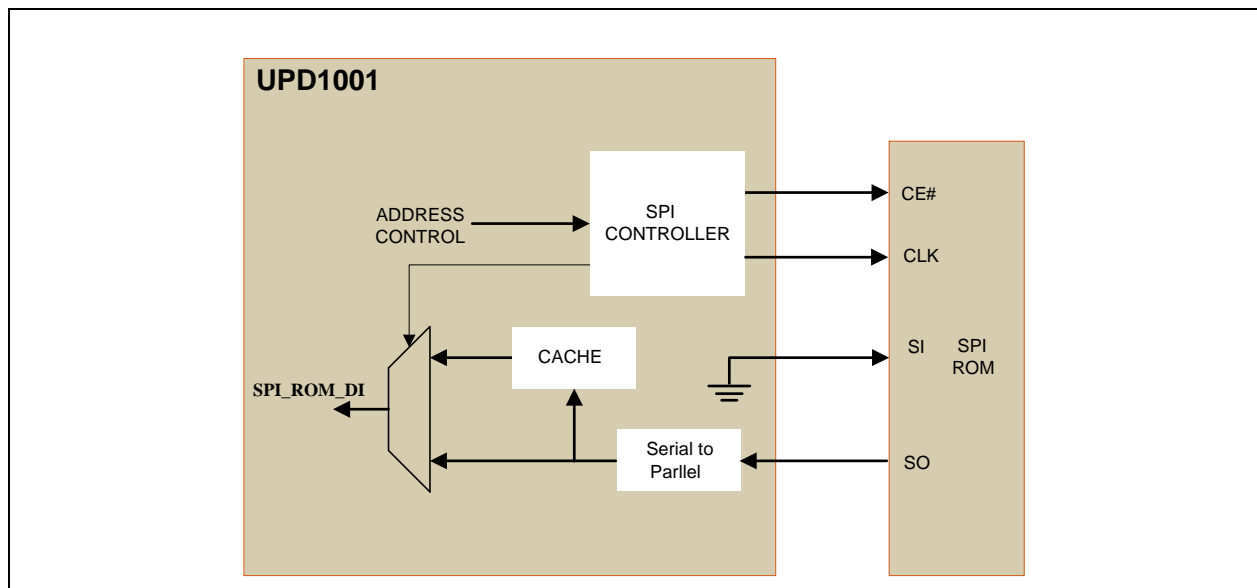 UPD1001
ADDRESS
CONTROL
SPI
CONTROLLER
CE#
CLK
CACHE
SI
SPI
ROM
SPI_ROM_DI
Serial to
Parllel
SO